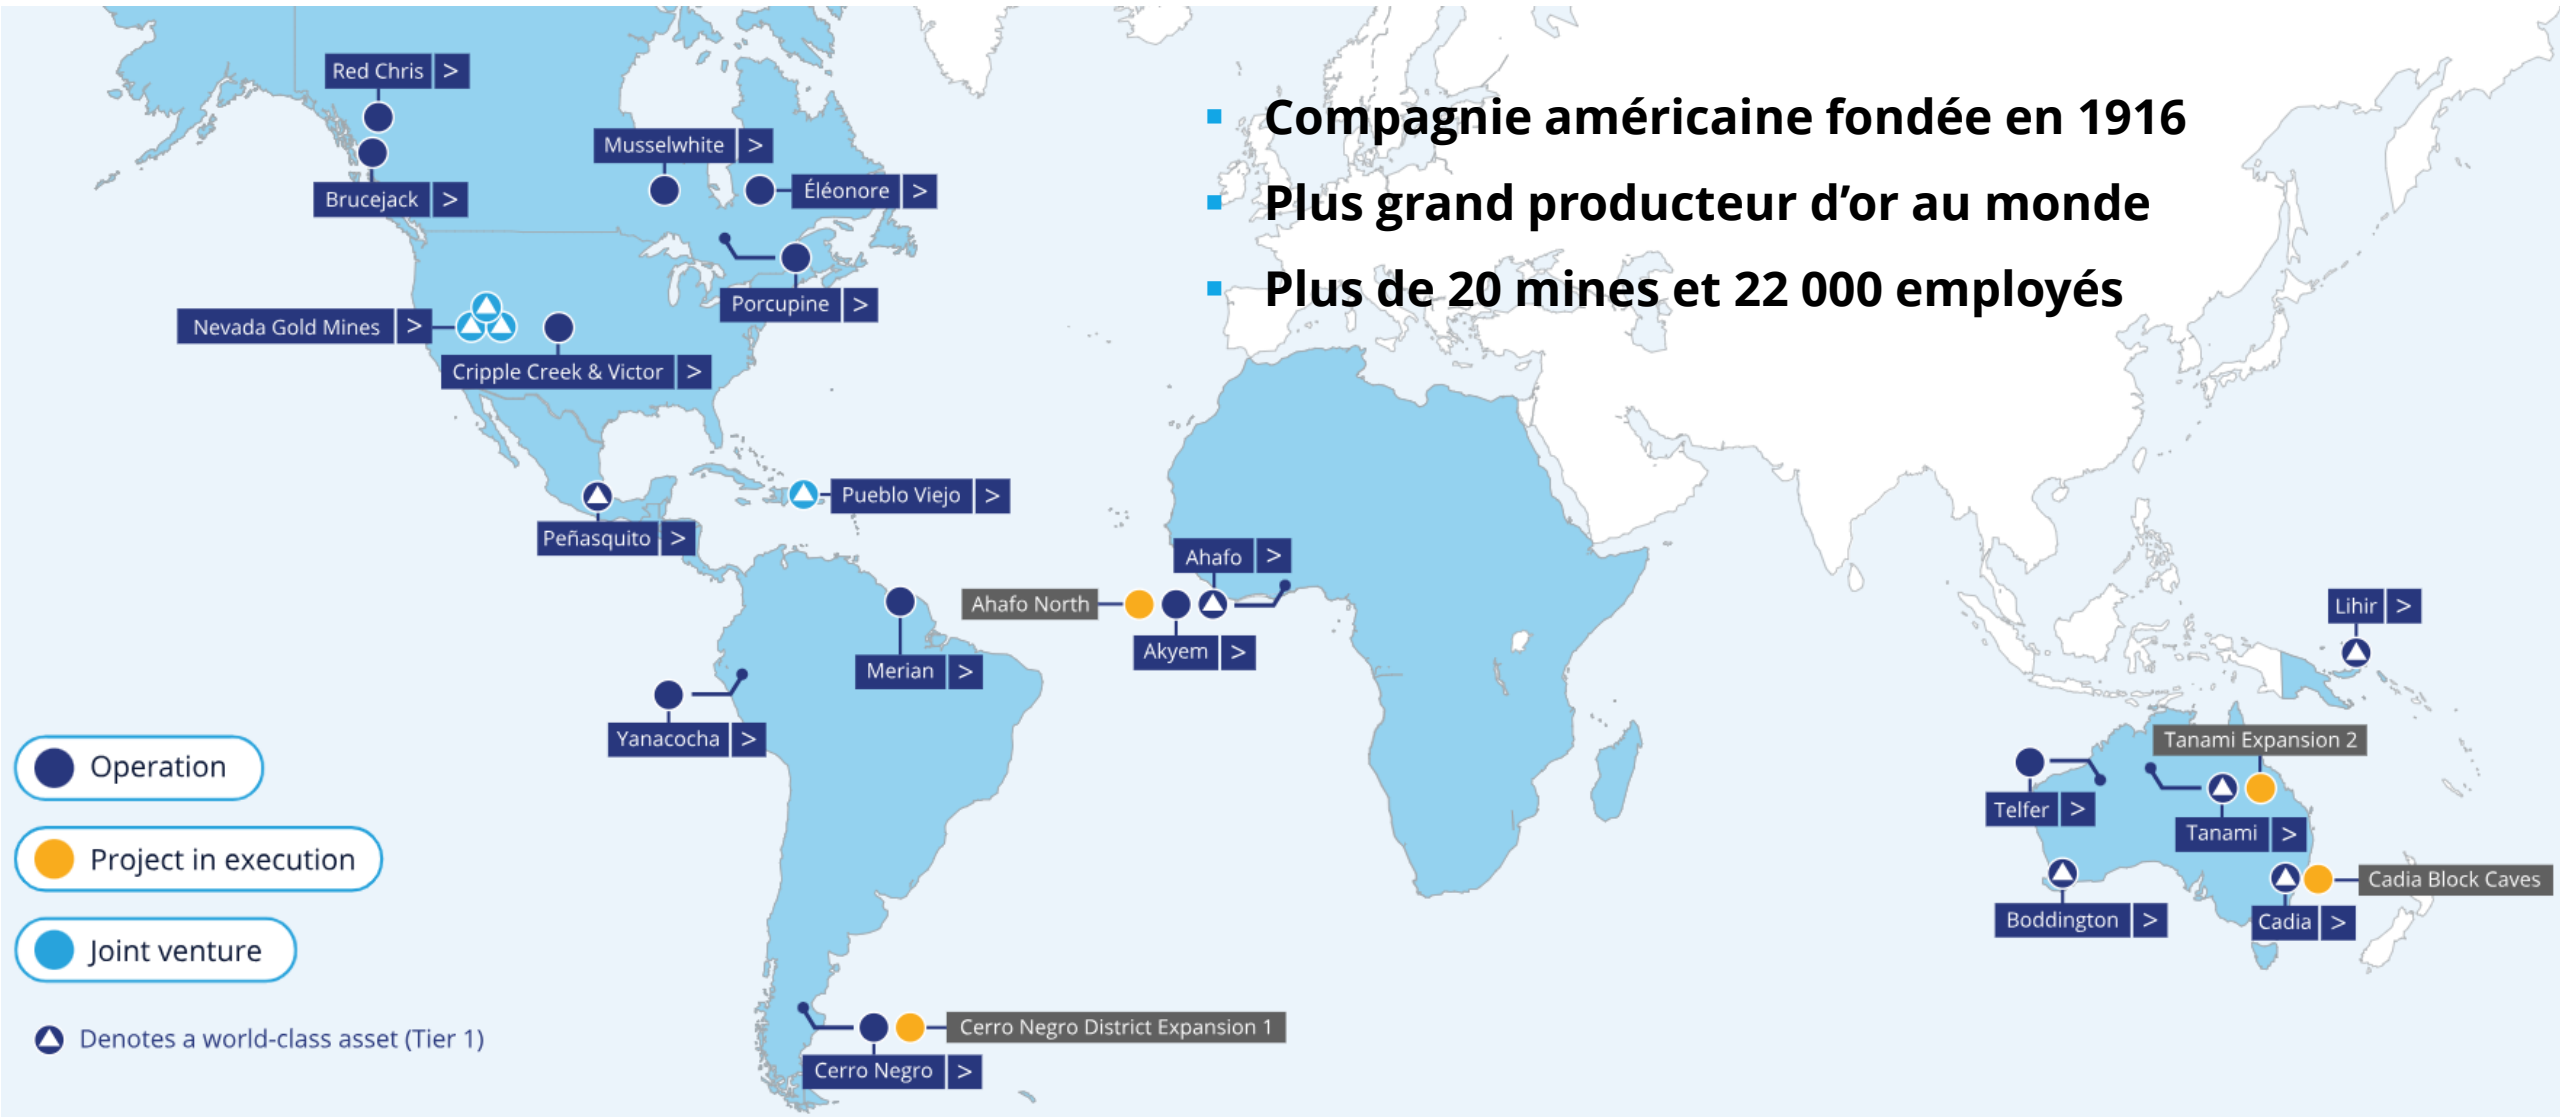 Red Chris >
Compagnie américaine fondée en 1916
Musselwhite >
Brucejack >
Éléonore >
Plus grand producteur d’or au monde
Porcupine >
Plus de 20 mines et 22 000 employés
Nevada Gold Mines >
Cripple Creek & Victor >
Pueblo Viejo >
Peñasquito >
Ahafo >
Ahafo North
Akyem >
Lihir >
Merian >
Yanacocha >
Tanami Expansion 2
Telfer >
Tanami >
Cadia Block Caves
Boddington >
Cadia >
Operation
Project in execution
Joint venture
Denotes a world-class asset (Tier 1)
Cerro Negro District Expansion 1
Cerro Negro >